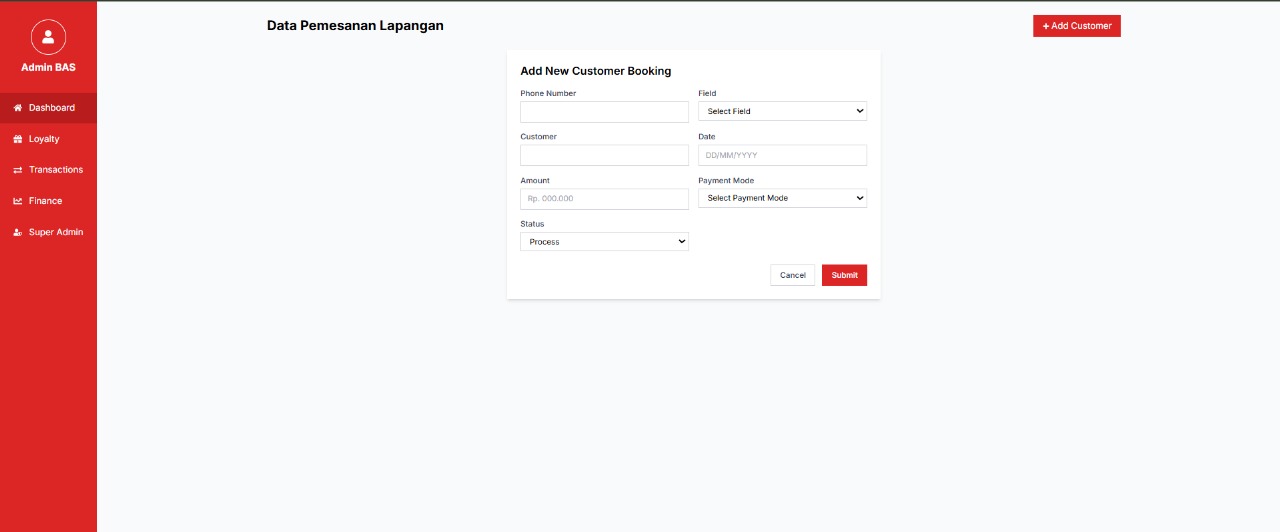 Admin BAS
Dashboard
Loyalty
Transactions
Finance
Super Admin
Data Pemesanan Lapangan
+ Add Customer
Add New Customer Booking
Phone Number
Field
Select Field
Customer
Date
DD/MM/YYYY
Amount
Payment Mode
Rp. 000.000
Select Payment Mode
Status
Process
Cancel
Submit